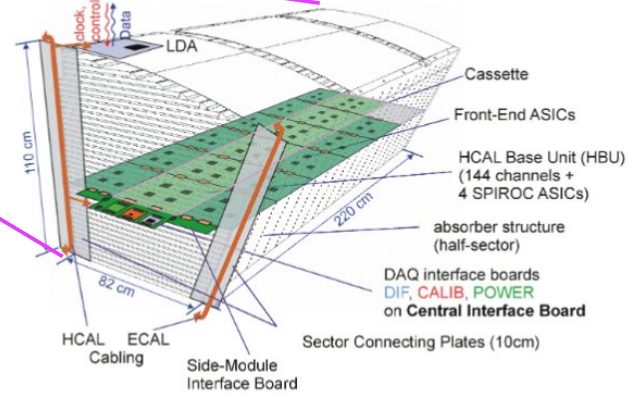 clock,
control
Data
LDA
Cassette
Front-End ASICs
110 cm
HCAL Base Unit (HBU)
(144 channels +
4 SPIROC ASICs)
220 cm
absorber structure
(half-sector)
82 cm
DAQ interface boards
DIF, CALIB, POWER
on Central Interface Board
HCAL ECAL
Cabling
Sector Connecting Plates (10cm)
Side-Module
Interface Board